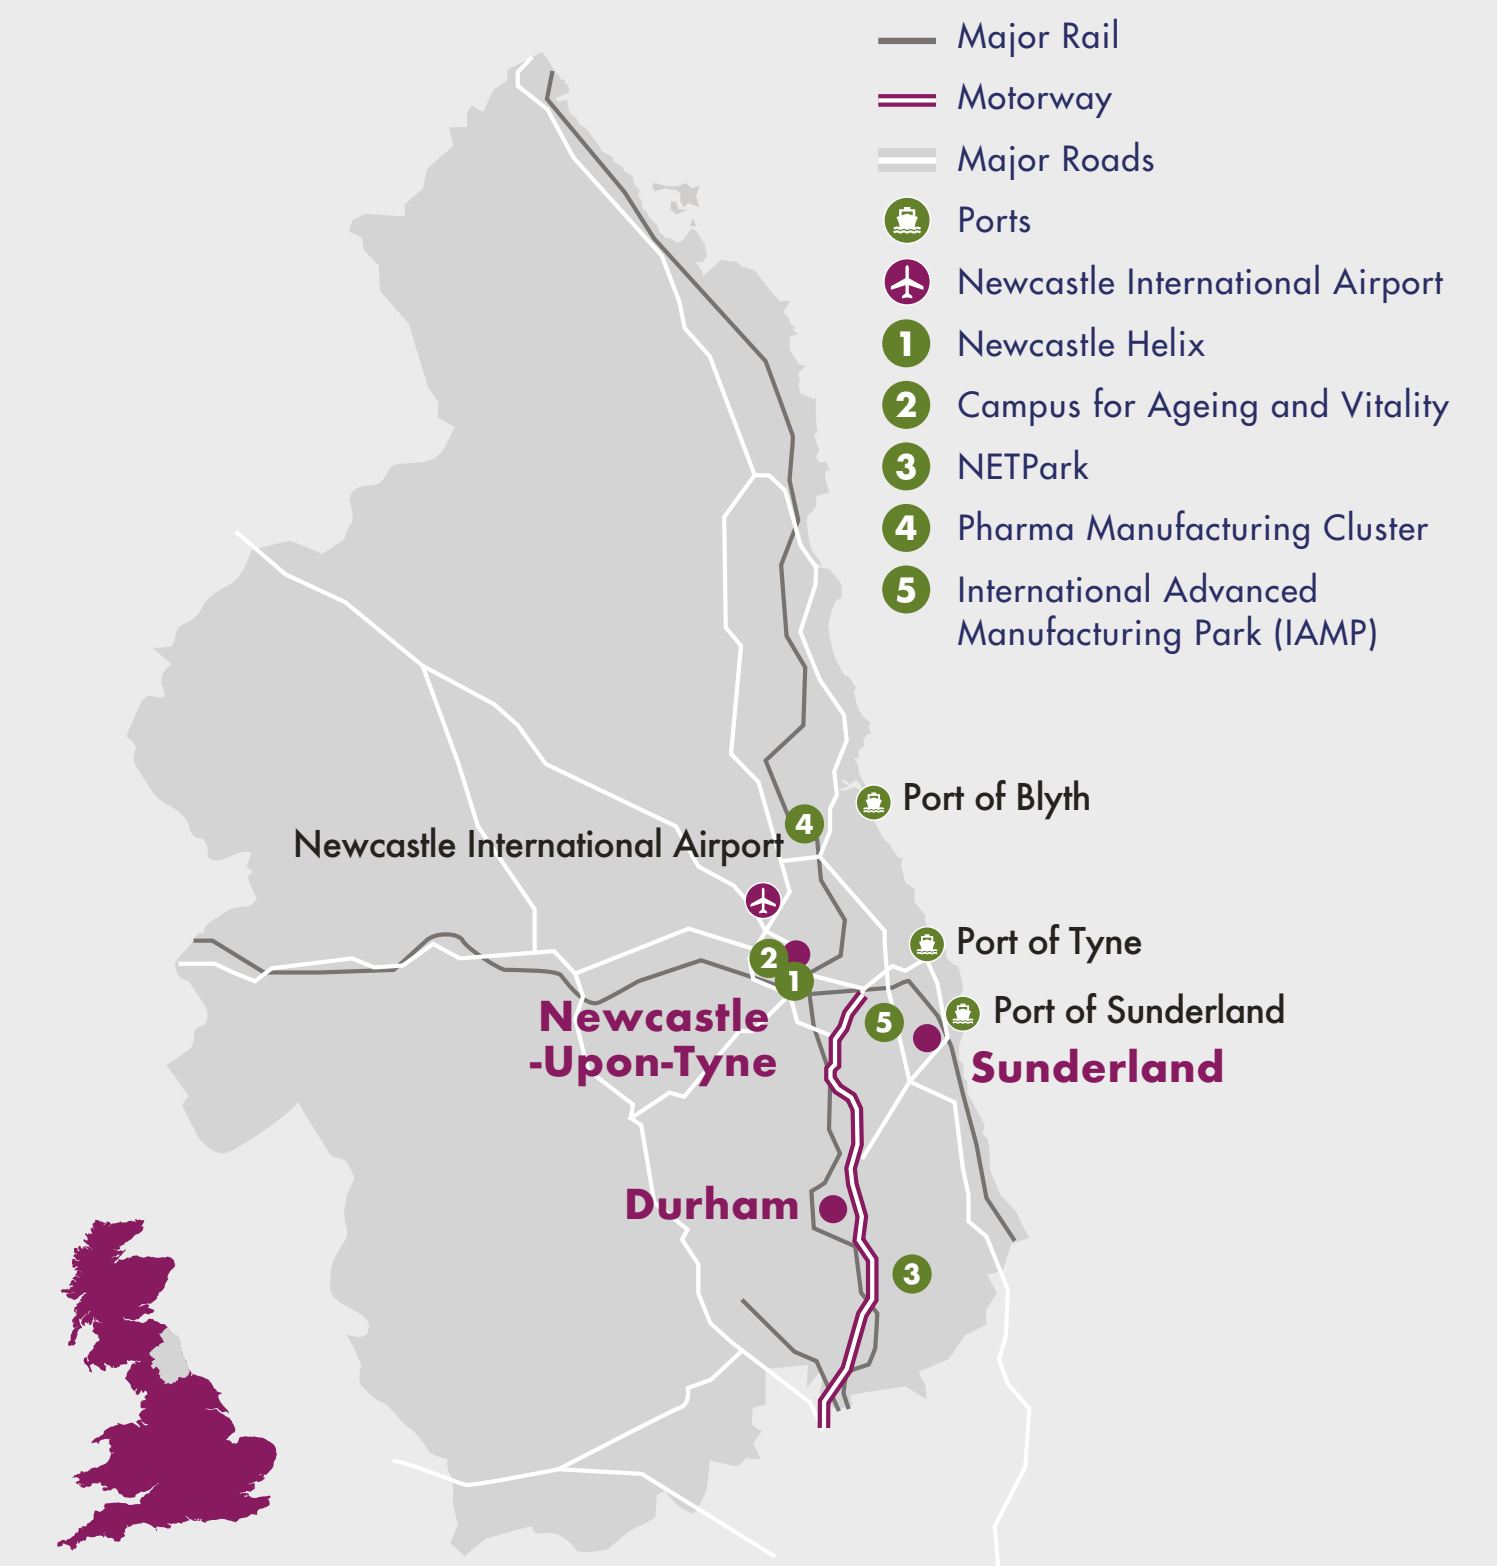 Major Rail
Motorway
Major Roads
Ports
Newcastle International Airport
1 Newcastle Helix
2 Campus for Ageing and Vitality
3 NETPark
4 Pharma Manufacturing Cluster
5 International Advanced
Manufacturing Park (IAMP)
Port of Blyth
4
Newcastle International Airport
Port of Tyne
2
1
Port of Sunderland
5
Newcastle
-Upon-Tyne
Sunderland
Durham
3